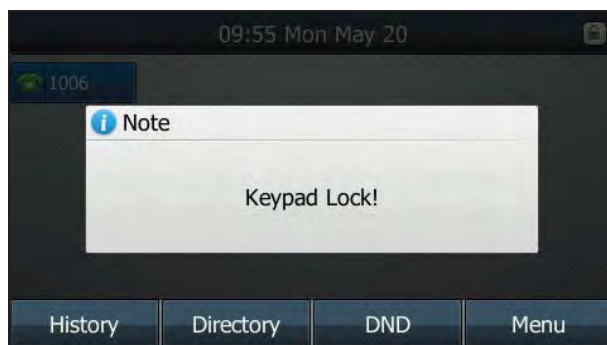 09:55 Mon May 20
1006
Note
Keypad Lock!
History Directory DND Menu